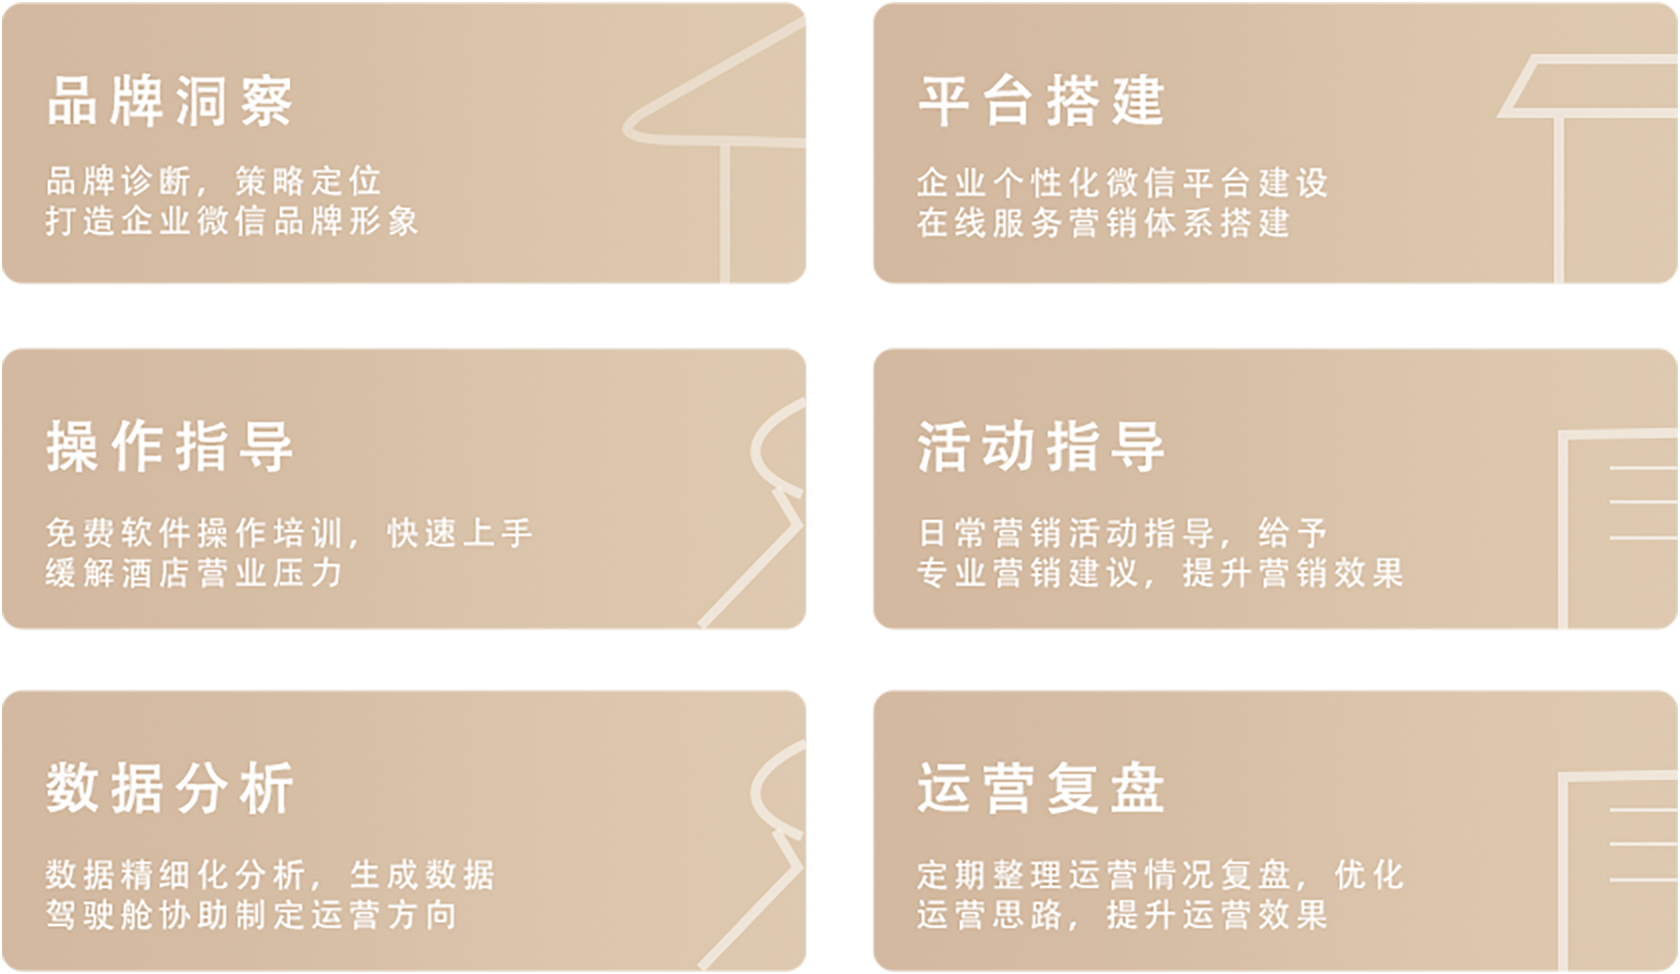 品牌洞察
品牌诊断，策略定位
打造企业微信品牌形象
平台搭建
企业个性化微信平台建设
在线服务营销体系搭建
操作指导
免费软件操作培训，快速上手
缓解酒店营业压力
活动指导
日常营销活动指导，给予
专业营销建议，提升营销效果
数据分析
数据精细化分析，生成数据
驾驶舱协助制定运营方向
运营复盘
定期整理运营情况复盘，优化
运营思路，提升运营效果